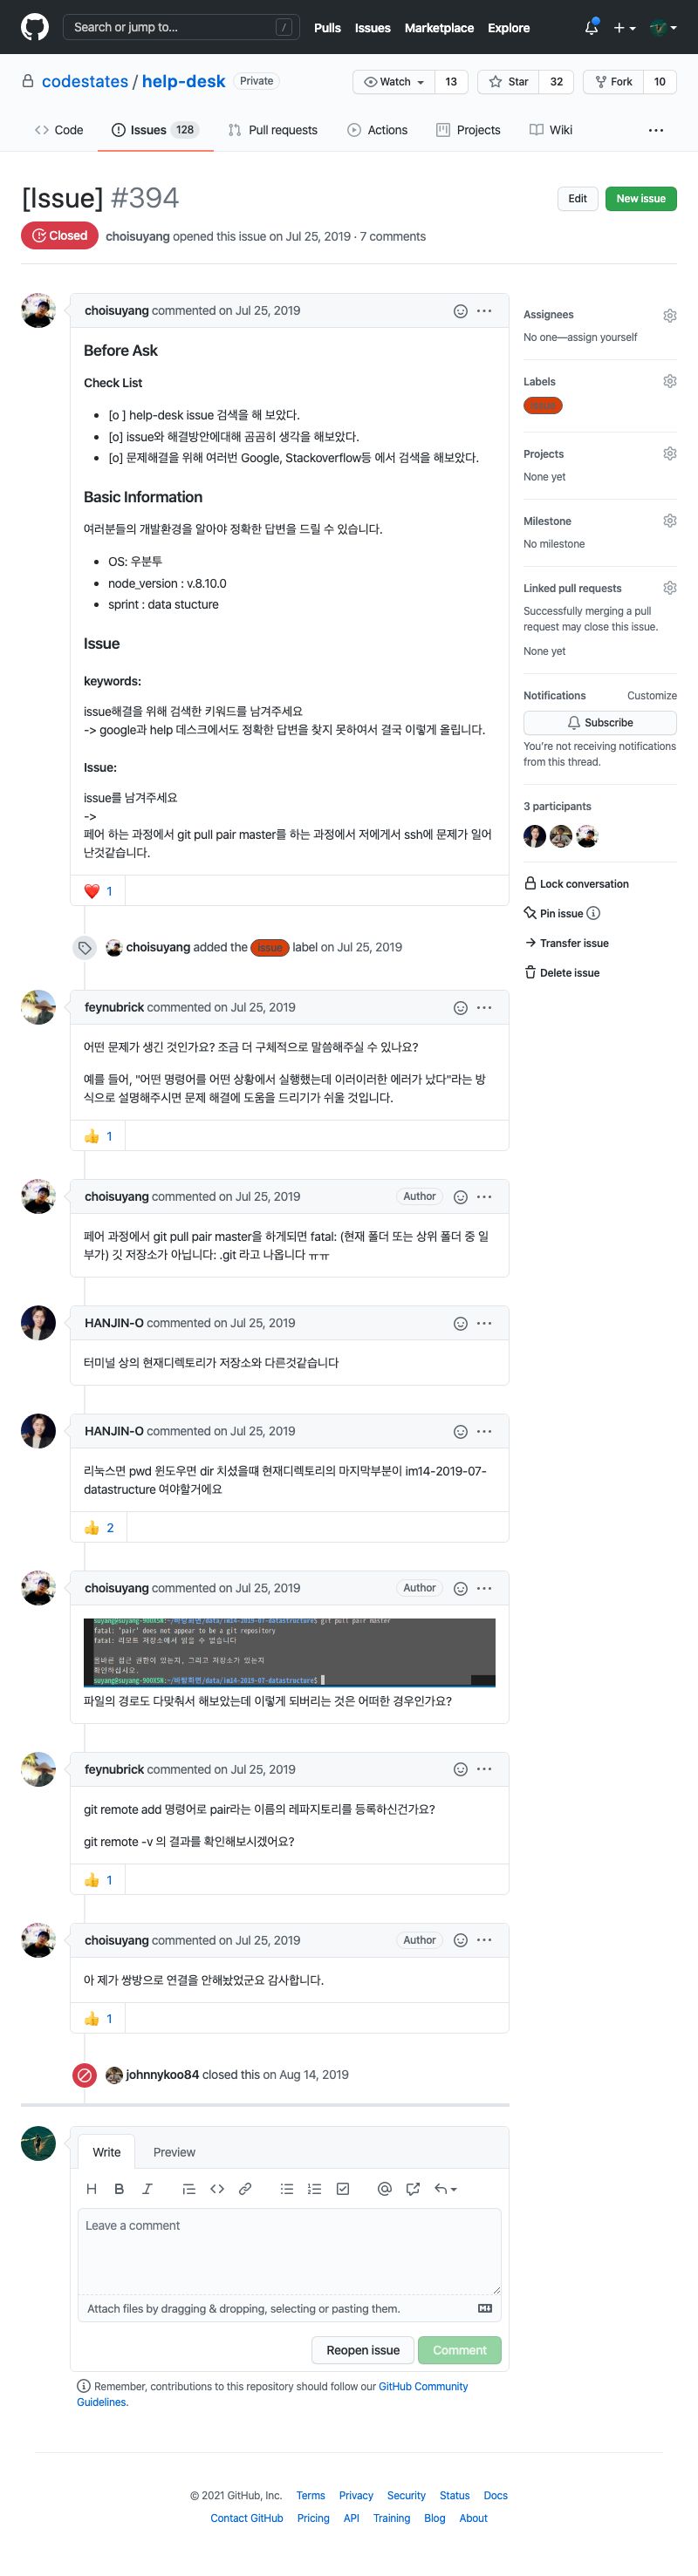 Search or jump to...
/
Pulls
Issues
Marketplace
Explore
codestates / help-desk
Private
Watch
13
Star
32
Fork
10
Code
Issues 128
Pull requests
Actions
Projects
Wiki
[Issue] #394
Edit
New issue
Closed
choisuyang opened this issue on Jul 25, 2019 · 7 comments
choisuyang commented on Jul 25, 2019
Before Ask
Check List
[o ] help-desk issue 검색을 해 보았다.
[o] issue와 해결방안에대해 곰곰히 생각을 해보았다.
[o] 문제해결을 위해 여러번 Google, Stackoverflow등 에서 검색을 해보았다.
Basic Information
여러분들의 개발환경을 알아야 정확한 답변을 드릴 수 있습니다.
OS: 우분투
node_version : v.8.10.0
sprint : data stucture
Issue
keywords:
issue해결을 위해 검색한 키워드를 남겨주세요
-> google과 help 데스크에서도 정확한 답변을 찾지 못하여서 결국 이렇게 올립니다.
Issue:
issue를 남겨주세요
->
페어 하는 과정에서 git pull pair master를 하는 과정에서 저에게서 ssh에 문제가 일어
난것같습니다.
1
Assignees
No one—assign yourself
Labels
issue
Projects
None yet
Milestone
No milestone
Linked pull requests
Successfully merging a pull
request may close this issue.
None yet
Notifications
Customize
Subscribe
You're not receiving notifications
from this thread.
3 participants
Lock conversation
Pin issue
Transfer issue
Delete issue
choisuyang added the issue label on Jul 25, 2019
feynubrick commented on Jul 25, 2019
어떤 문제가 생긴 것인가요? 조금 더 구체적으로 말씀해주실 수 있나요?
예를 들어, "어떤 명령어를 어떤 상황에서 실행했는데 이러이러한 에러가 났다"라는 방
식으로 설명해주시면 문제 해결에 도움을 드리기가 쉬울 것입니다.
1
choisuyang commented on Jul 25, 2019
Author
페어 과정에서 git pull pair master을 하게되면 fatal: (현재 폴더 또는 상위 폴더 중 일
부가) 깃 저장소가 아닙니다: .git 라고 나옵니다 ㅠㅠ
HANJIN-O commented on Jul 25, 2019
터미널 상의 현재디렉토리가 저장소와 다른것같습니다
HANJIN-O commented on Jul 25, 2019
리눅스면 pwd 윈도우면 dir 치셨을떄 현재디렉토리의 마지막부분이 im14-2019-07-
datastructure 여야할거에요
2
choisuyang commented on Jul 25, 2019
Author
suyang@suyang-900X5N:~/바탕화면/data/im14-2019-07-datastructure$ git pull pair master
fatal: 'pair' does not appear to be a git repository
fatal: 리모트 저장소에서 읽을 수 없습니다
올바른 접근 권한이 있는지, 그리고 저장소가 있는지
확인하십시오.
suyang@suyang-900X5N:~/바탕화면/data/im14-2019-07-datastructure$
파일의 경로도 다맞춰서 해보았는데 이렇게 되버리는 것은 어떠한 경우인가요?
feynubrick commented on Jul 25, 2019
git remote add 명령어로 pair라는 이름의 레파지토리를 등록하신건가요?
git remote -v 의 결과를 확인해보시겠어요?
1
choisuyang commented on Jul 25, 2019
Author
아 제가 쌍방으로 연결을 안해놨었군요 감사합니다.
1
johnnykoo84 closed this on Aug 14, 2019
Write
Preview
Leave a comment
Attach files by dragging & dropping, selecting or pasting them.
Reopen issue
Comment
Remember, contributions to this repository should follow our GitHub Community
Guidelines.
© 2021 GitHub, Inc.
Terms
Privacy
Security
Status
Docs
Contact GitHub
Pricing
API
Training
Blog
About